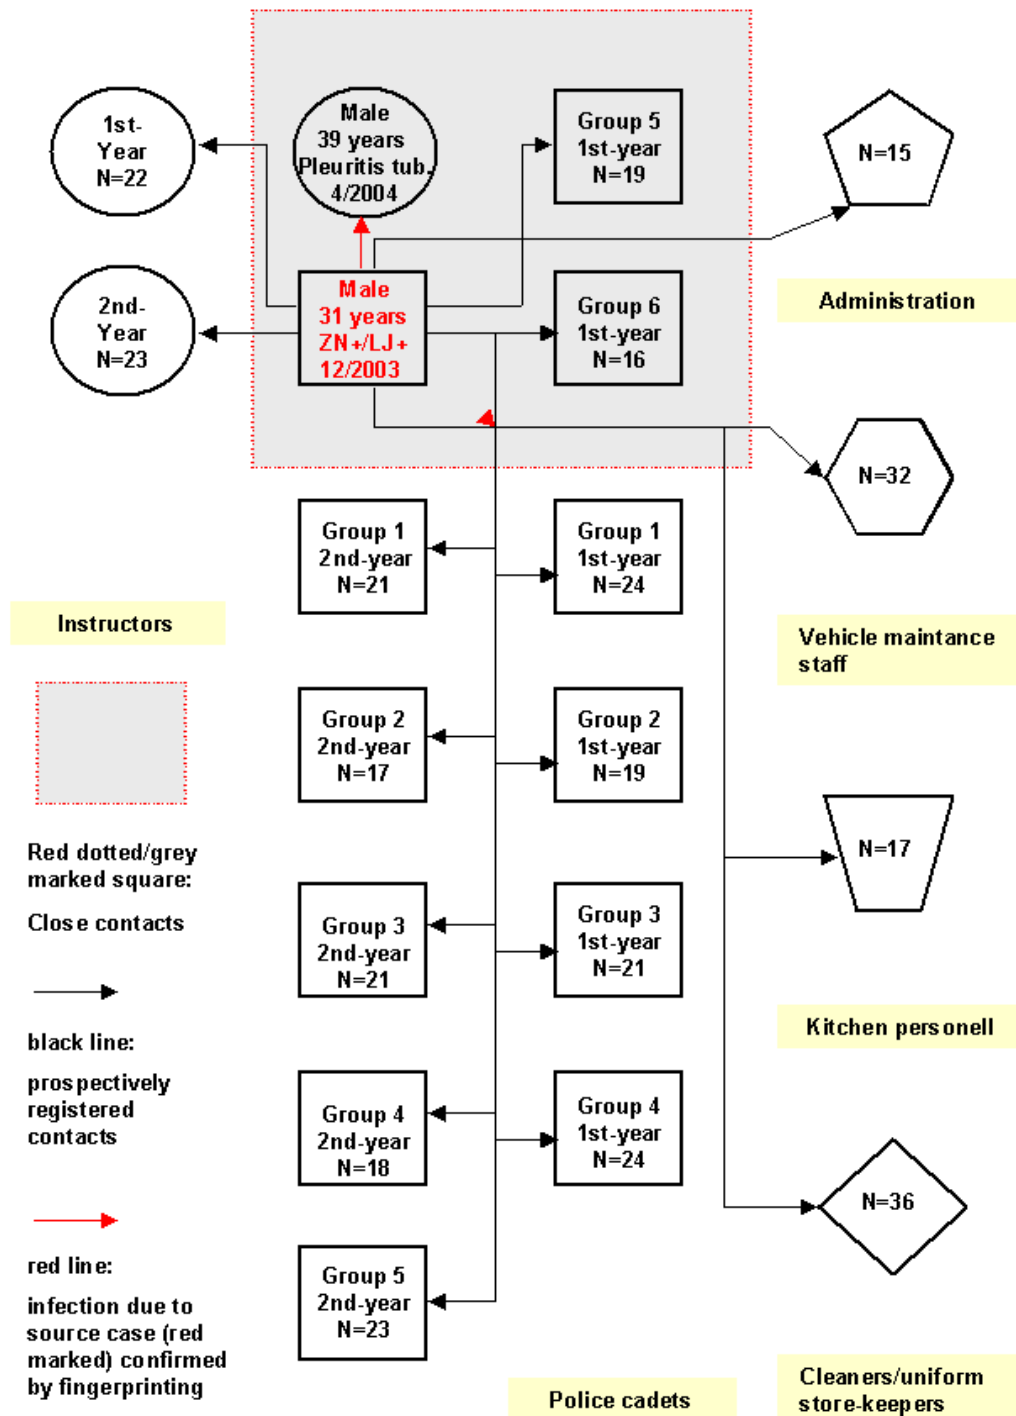 1st-
Year
N=22
Male
39 years
Pleuritis tub.
4/2004
Group 5
1st-year
N=19
N=15
2nd-
Year
N=23
Male
31 years
ZN+/LJ+
12/2003
Group 6
1st-year
N=16
Administration
N=32
Group 1
2nd-year
N=21
Group 1
1st-year
N=24
Instructors
Vehicle maintance
staff
Group 2
2nd-year
N=17
Group 2
1st-year
N=19
Red dotted/grey
marked square:
Close contacts
N=17
Group 3
2nd-year
N=21
Group 3
1st-year
N=21
Kitchen personell
black line:
prospectively
registered
contacts
Group 4
2nd-year
N=18
Group 4
1st-year
N=24
N=36
red line:
infection due to
source case (red
marked) confirmed
by fingerprinting
Group 5
2nd-year
N=23
Police cadets
Cleaners/uniform
store-keepers